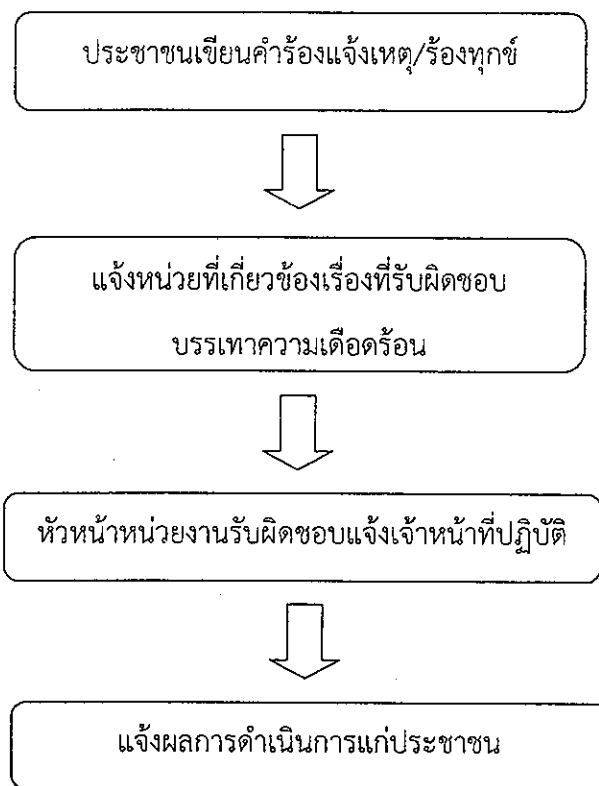 ประชาชนเขียนคำร้องแจ้งเหตุ/ร้องทุกข์
แจ้งหน่วยที่เกี่ยวข้องเรื่องที่รับผิดชอบ
บรรเทาความเดือดร้อน
หัวหน้าหน่วยงานรับผิดชอบแจ้งเจ้าหน้าที่ปฏิบัติ
แจ้งผลการดำเนินการแก่ประชาชน